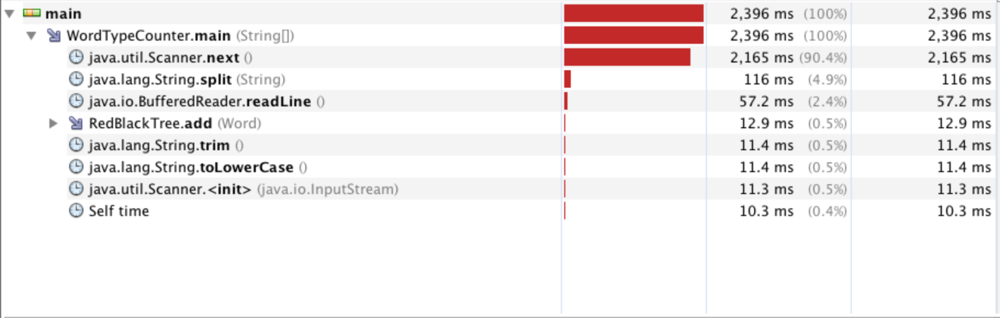 main 2,396 ms (100%) 2,396 ms
WordTypeCounter.main (String[]) 2,396 ms (100%) 2,396 ms
java.util.Scanner.next () 2,165 ms (90.4%) 2,165 ms
java.lang.String.split (String) 116 ms (4.9%) 116 ms
java.io.BufferedReader.readLine () 57.2 ms (2.4%) 57.2 ms
RedBlackTree.add (Word) 12.9 ms (0.5%) 12.9 ms
java.lang.String.trim () 11.4 ms (0.5%) 11.4 ms
java.lang.String.toLowerCase () 11.4 ms (0.5%) 11.4 ms
java.util.Scanner.<init> (java.io.InputStream) 11.3 ms (0.5%) 11.3 ms
Self time 10.3 ms (0.4%) 10.3 ms